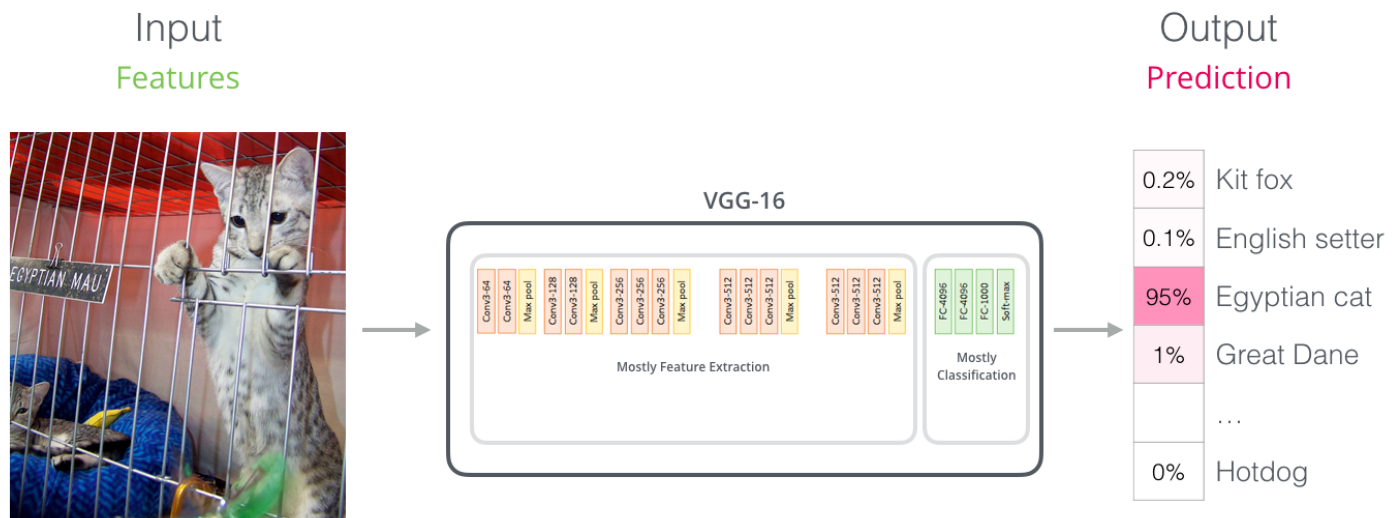 Input
Features
EGYPTIAN MAU
VGG-16
Conv3-64
Conv3-64
Max pool
Conv3-128
Conv3-128
Max pool
Conv3-256
Conv3-256
Conv3-256
Max pool
Conv3-512
Conv3-512
Conv3-512
Max pool
Conv3-512
Conv3-512
Conv3-512
Max pool
Mostly Feature Extraction
FC-4096
FC-4096
FC-1000
Soft-max
Mostly
Classification
Output
Prediction
0.2% Kit fox
0.1% English setter
95% Egyptian cat
1% Great Dane
...
0% Hotdog